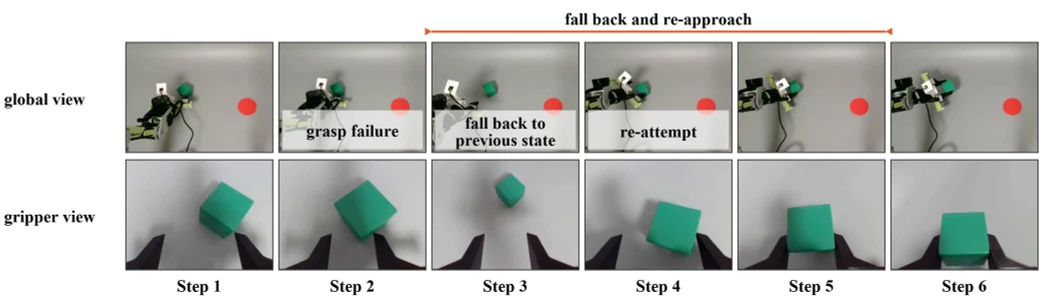 fall back and re-approach
global view
grasp failure
fall back to
previous state
re-attempt
gripper view
Step 1
Step 2
Step 3
Step 4
Step 5
Step 6